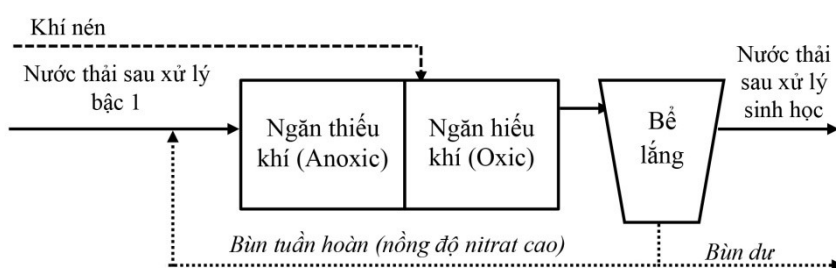 Khí nén
Nước thải sau xử lý
bậc 1
Ngăn thiếu
khí (Anoxic)
Ngăn hiếu
khí (Oxic)
Bể
lắng
Nước thải
sau xử lý
sinh học
Bùn tuần hoàn (nồng độ nitrat cao)
Bùn dư